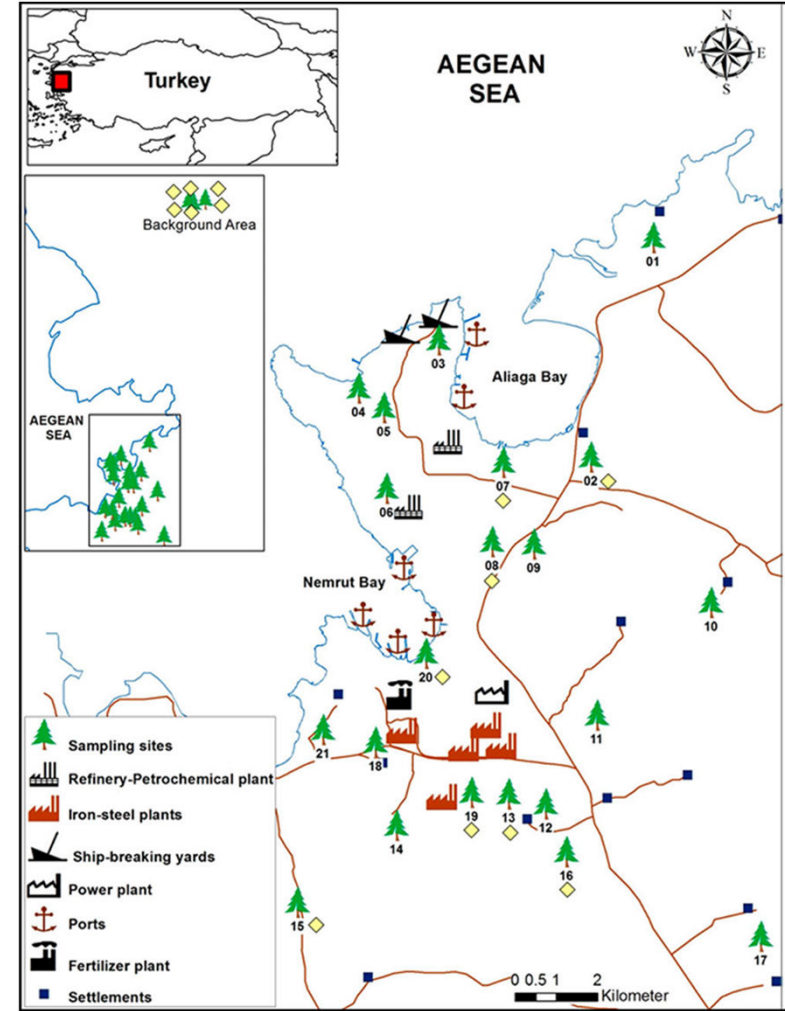 Turkey
AEGEAN
SEA
N
W
E
S
Background Area
AEGEAN
SEA
01
03
Aliaga Bay
04
05
02
07
06
08
09
Nemrut Bay
10
20
11
21
18
19
13
12
14
16
15
17
Sampling sites
Refinery-Petrochemical plant
Iron-steel plants
Ship-breaking yards
Power plant
Ports
Fertilizer plant
Settlements
0 0.5 1 2
Kilometer